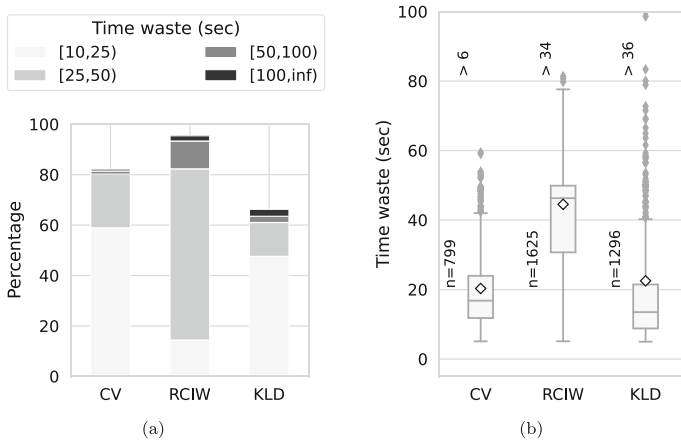 Time waste (sec)
[10,25) [50,100)
[25,50) [100,inf)
Percentage
100
80
60
40
20
0
CV RCIW KLD
(a)
Time waste (sec)
100
80
60
40
20
0
> 6 > 34 > 36
n=799 n=1625 n=1296
CV RCIW KLD
(b)